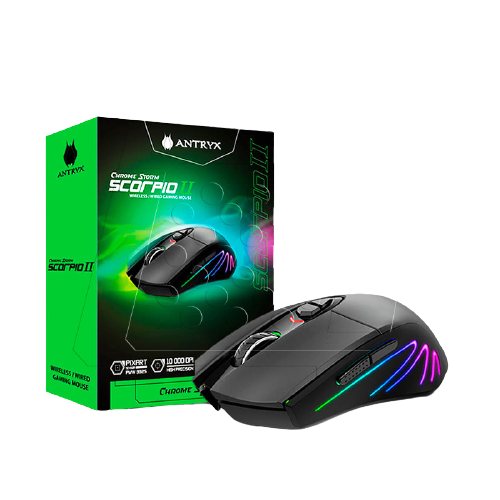 ANTRYX
CHROME STORM
SCORPIO II
WIRELESS / WIRED GAMING MOUSE
SCORPIO II
PIXART
10 000 DPI
HIGH PRECISION
CHROME STORM
ANTRYX
CHROME STORM
SCORPIO II
WIRELESS / WIRED
GAMING MOUSE